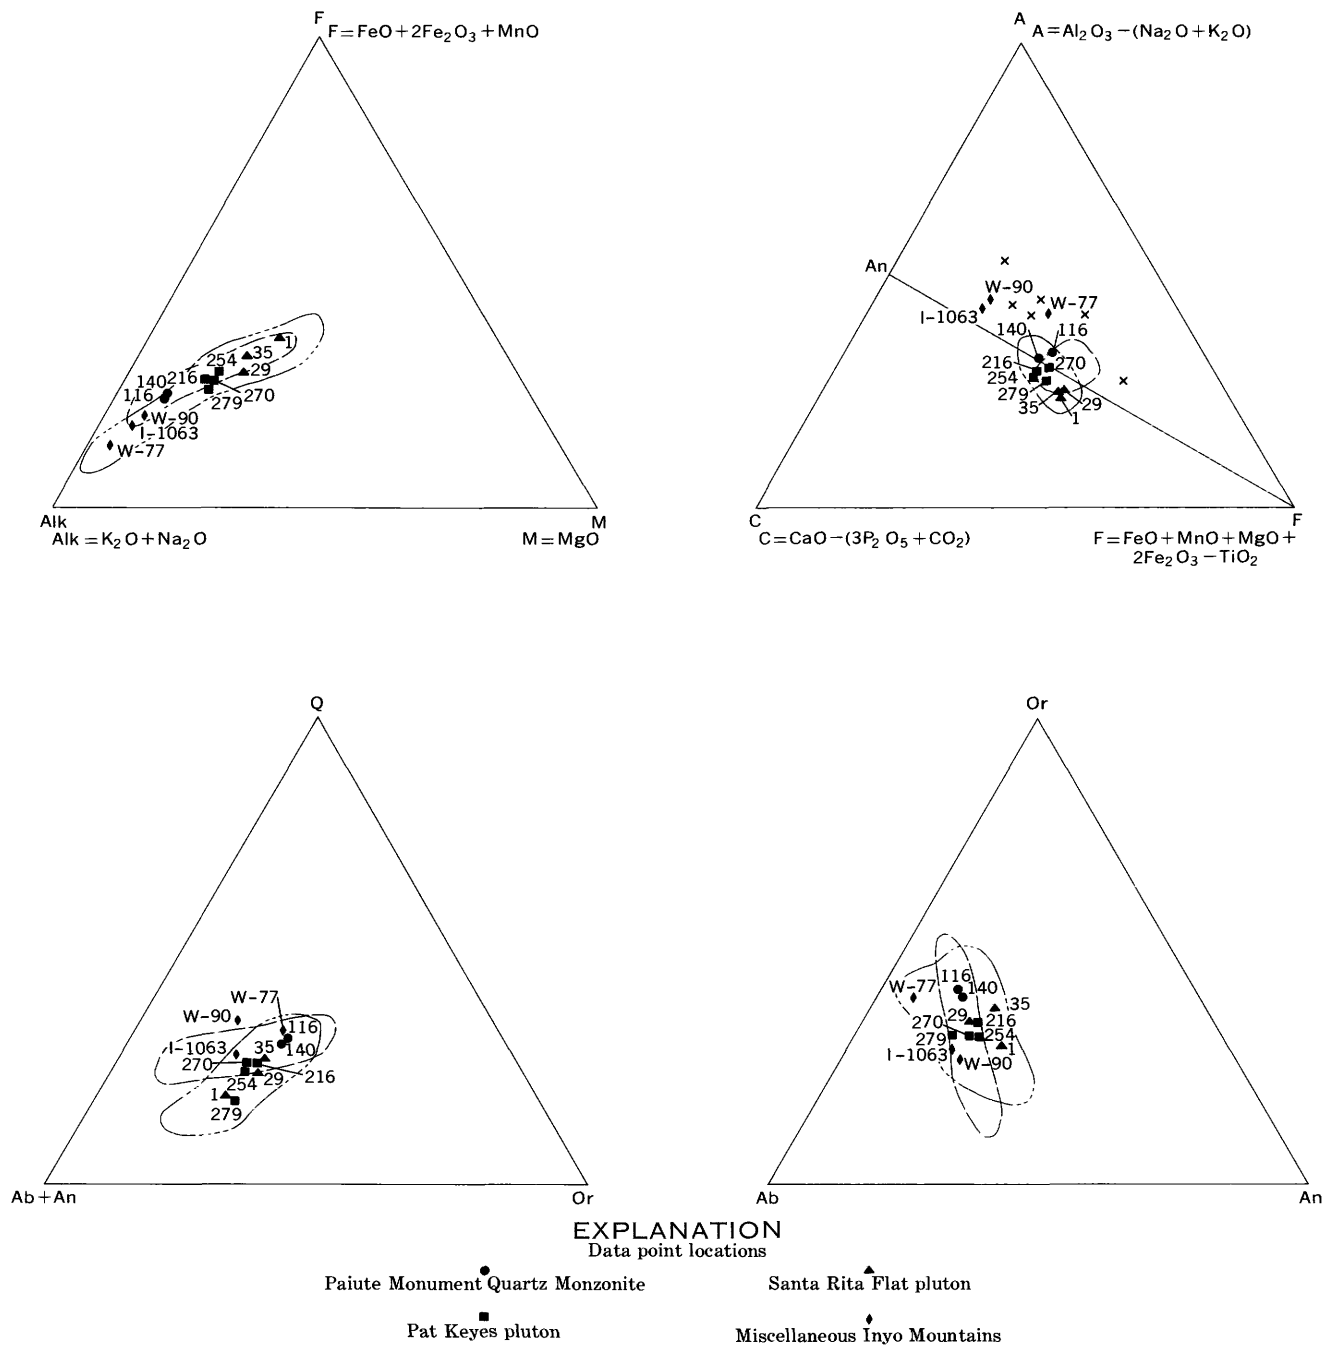 F
F=FeO+2Fe₂O₃+MnO
1
35
254
29
140
216
116
270
279
W-90
I-1063
W-77
Alk
M
Alk=K₂O+Na₂O
M=MgO
A
A=Al₂O₃-(Na₂O+K₂O)
An
W-90
W-77
I-1063
140
116
216
270
254
279
35
29
1
C
F
C=CaO-(3P₂O₅+CO₂)
F=FeO+MnO+MgO+
2Fe₂O₃-TiO₂
Q
W-77
W-90
116
I-1063
35
140
270
216
254
29
1
279
Ab+An
Or
Or
116
W-77
140
35
29
270
216
279
254
I-1063
1
W-90
Ab
An
EXPLANATION
Data point locations
Paiute Monument Quartz Monzonite
Santa Rita Flat pluton
Pat Keyes pluton
Miscellaneous Inyo Mountains